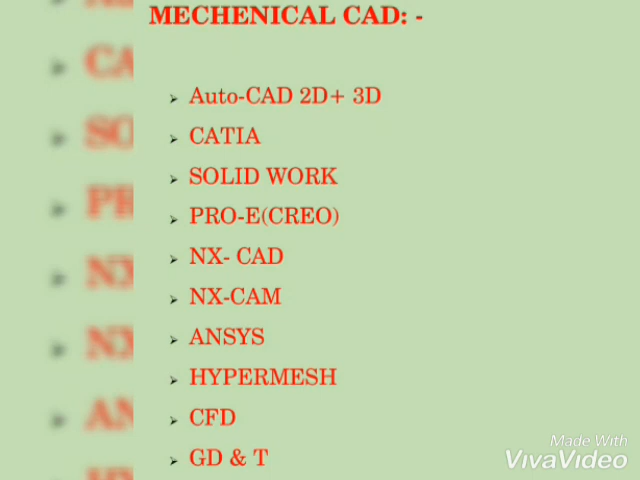 MECHENICAL CAD: -
Auto-CAD 2D+ 3D
CATIA
SOLID WORK
PRO-E(CREO)
NX- CAD
NX-CAM
ANSYS
HYPERMESH
CFD
GD & T
Made With
VivaVideo